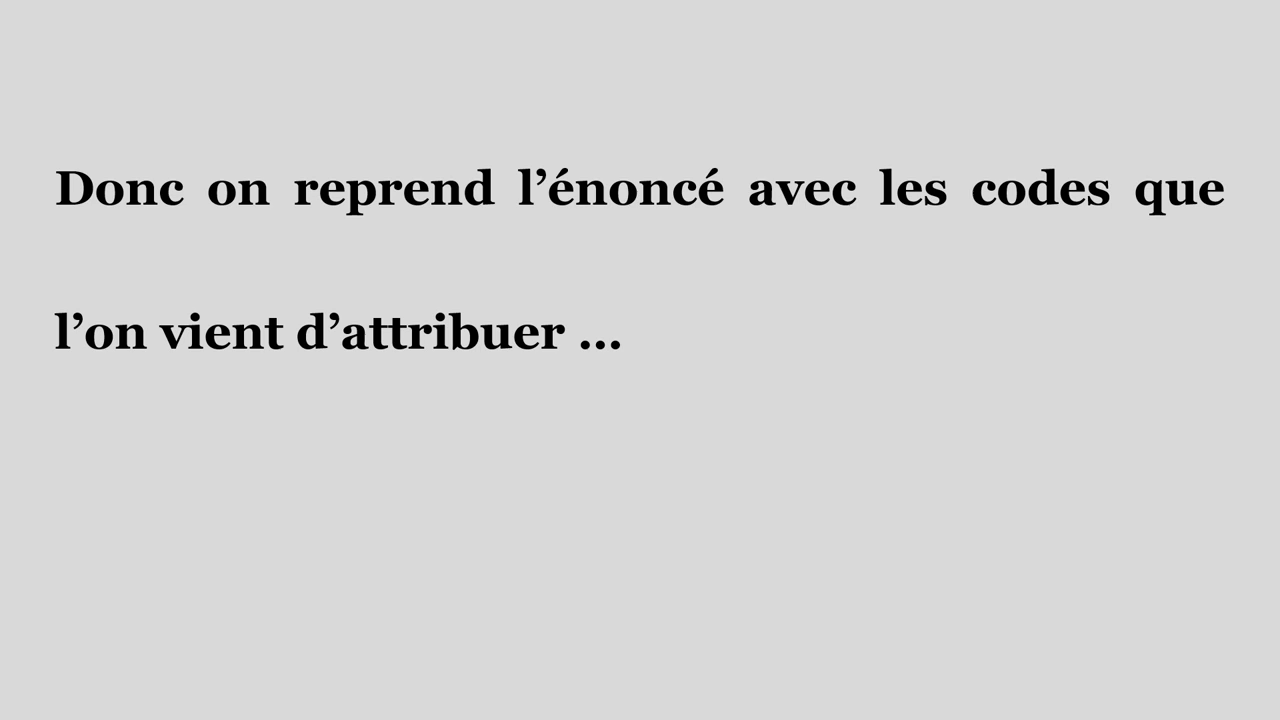 Donc on reprend l’énoncé avec les codes que
l’on vient d’attribuer ...